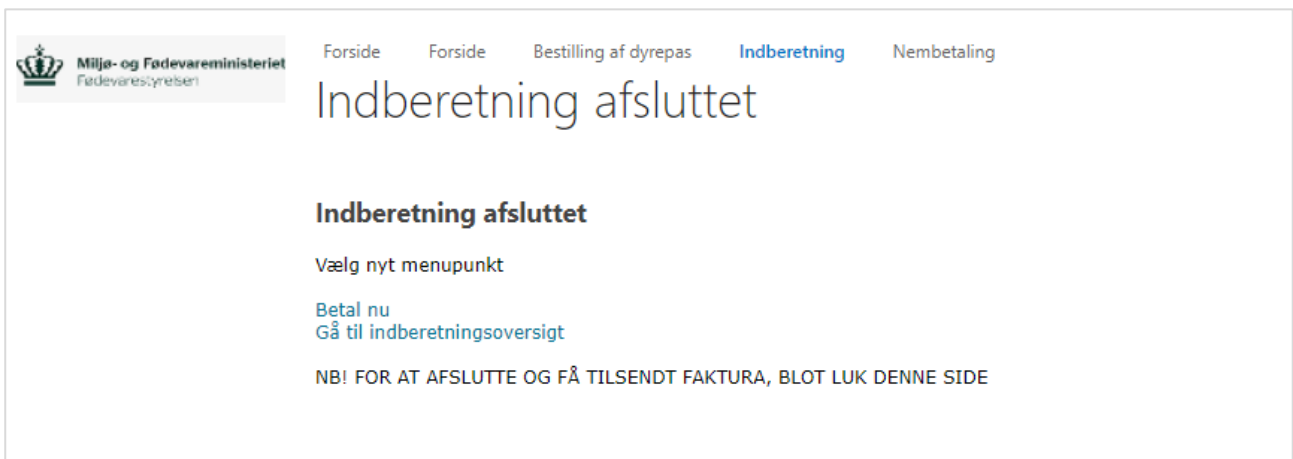 Miljø- og Fødevareministeriet
Fødevarestyrelsen
Forside Forside Bestilling af dyrepas Indberetning Nembetaling
Indberetning afsluttet
Indberetning afsluttet
Vælg nyt menupunkt
Betal nu
Gå til indberetningsoversigt
NB! FOR AT AFSLUTTE OG FÅ TILSENDT FAKTURA, BLOT LUK DENNE SIDE